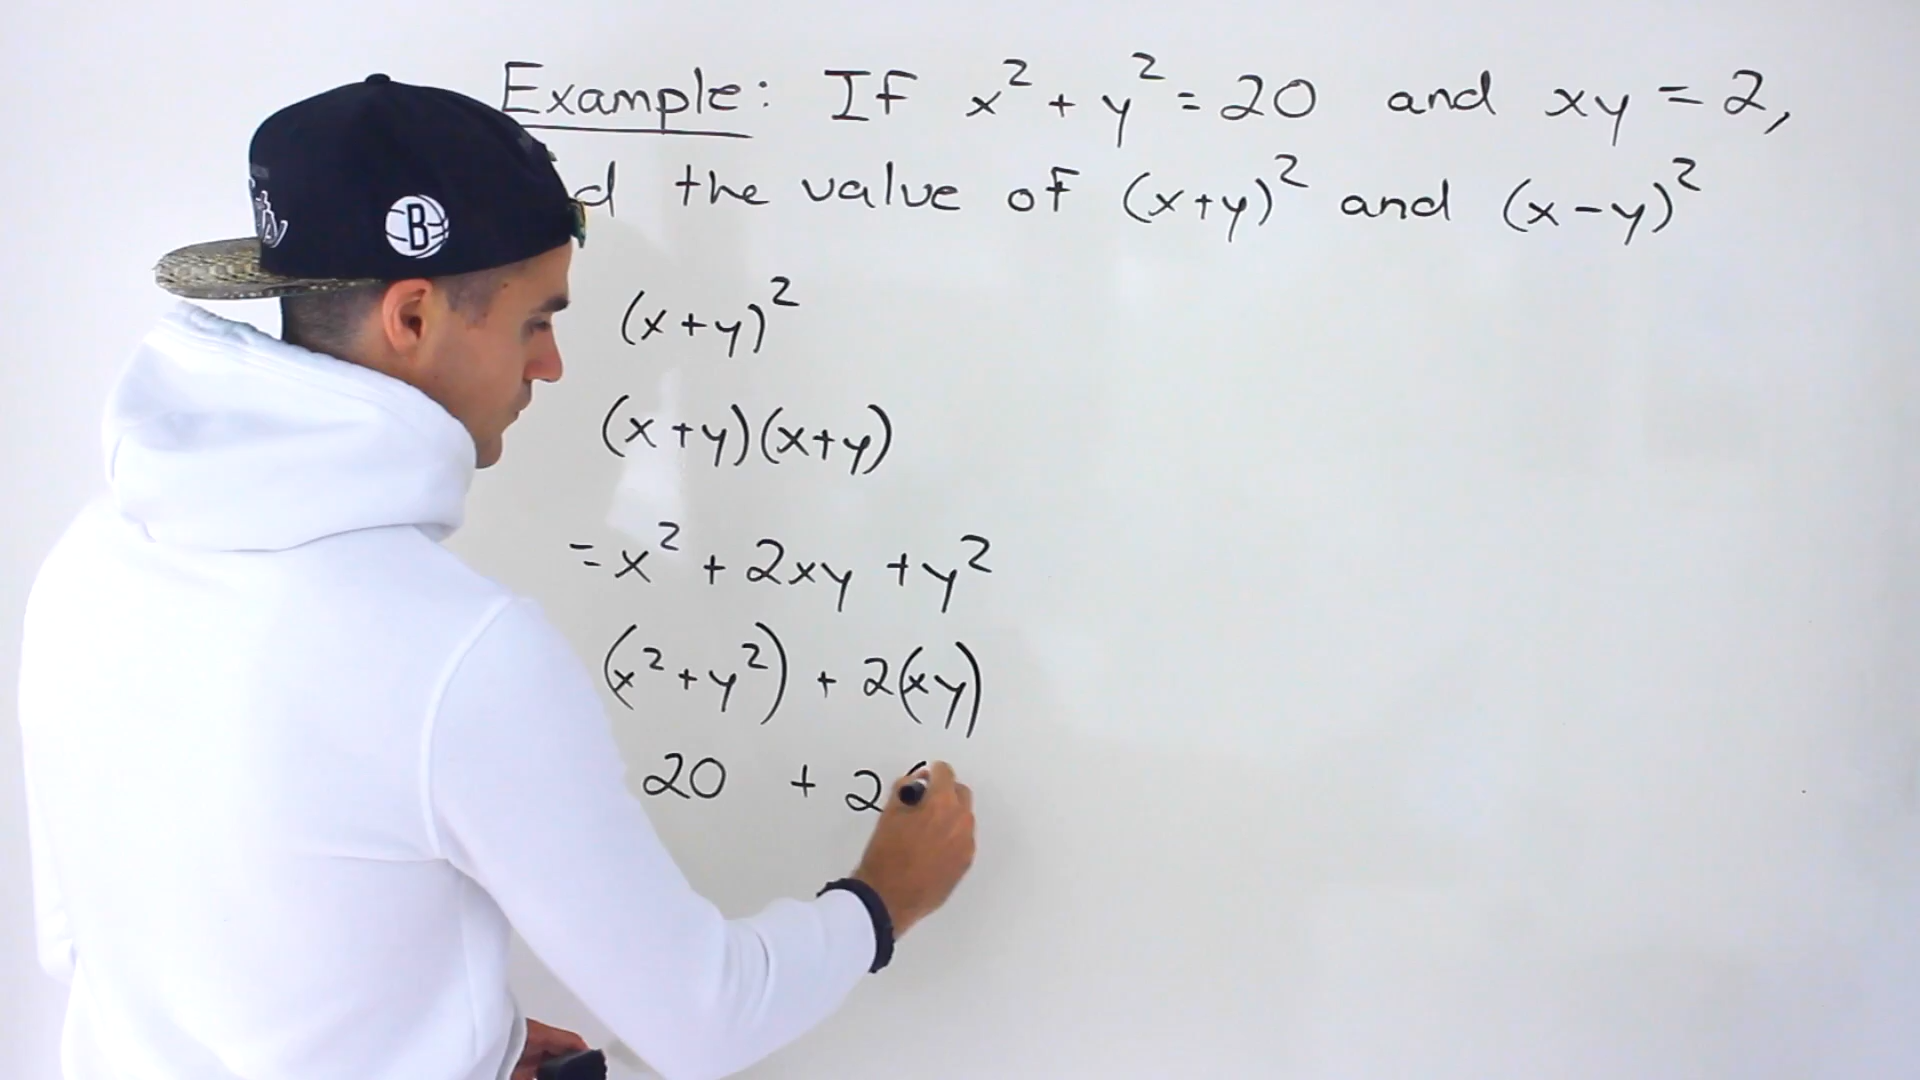 Example: If x² + y² = 20 and xy = 2,
the value of (x+y)² and (x-y)²
(x+y)²
(x+y)(x+y)
= x² + 2xy + y²
(x² + y²) + 2(xy)
20 + 2(
B